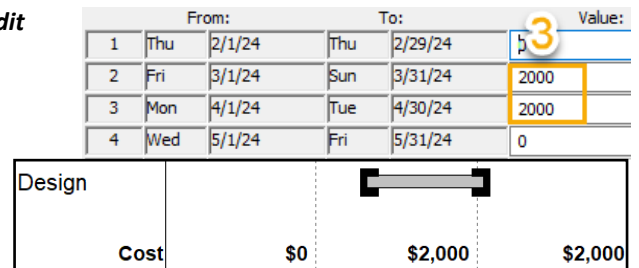 dit
From: To: Value:
1 Thu 2/1/24 Thu 2/29/24
3
2 Fri 3/1/24 Sun 3/31/24 2000
3 Mon 4/1/24 Tue 4/30/24 2000
4 Wed 5/1/24 Fri 5/31/24 0
Design
Cost $0 $2,000 $2,000